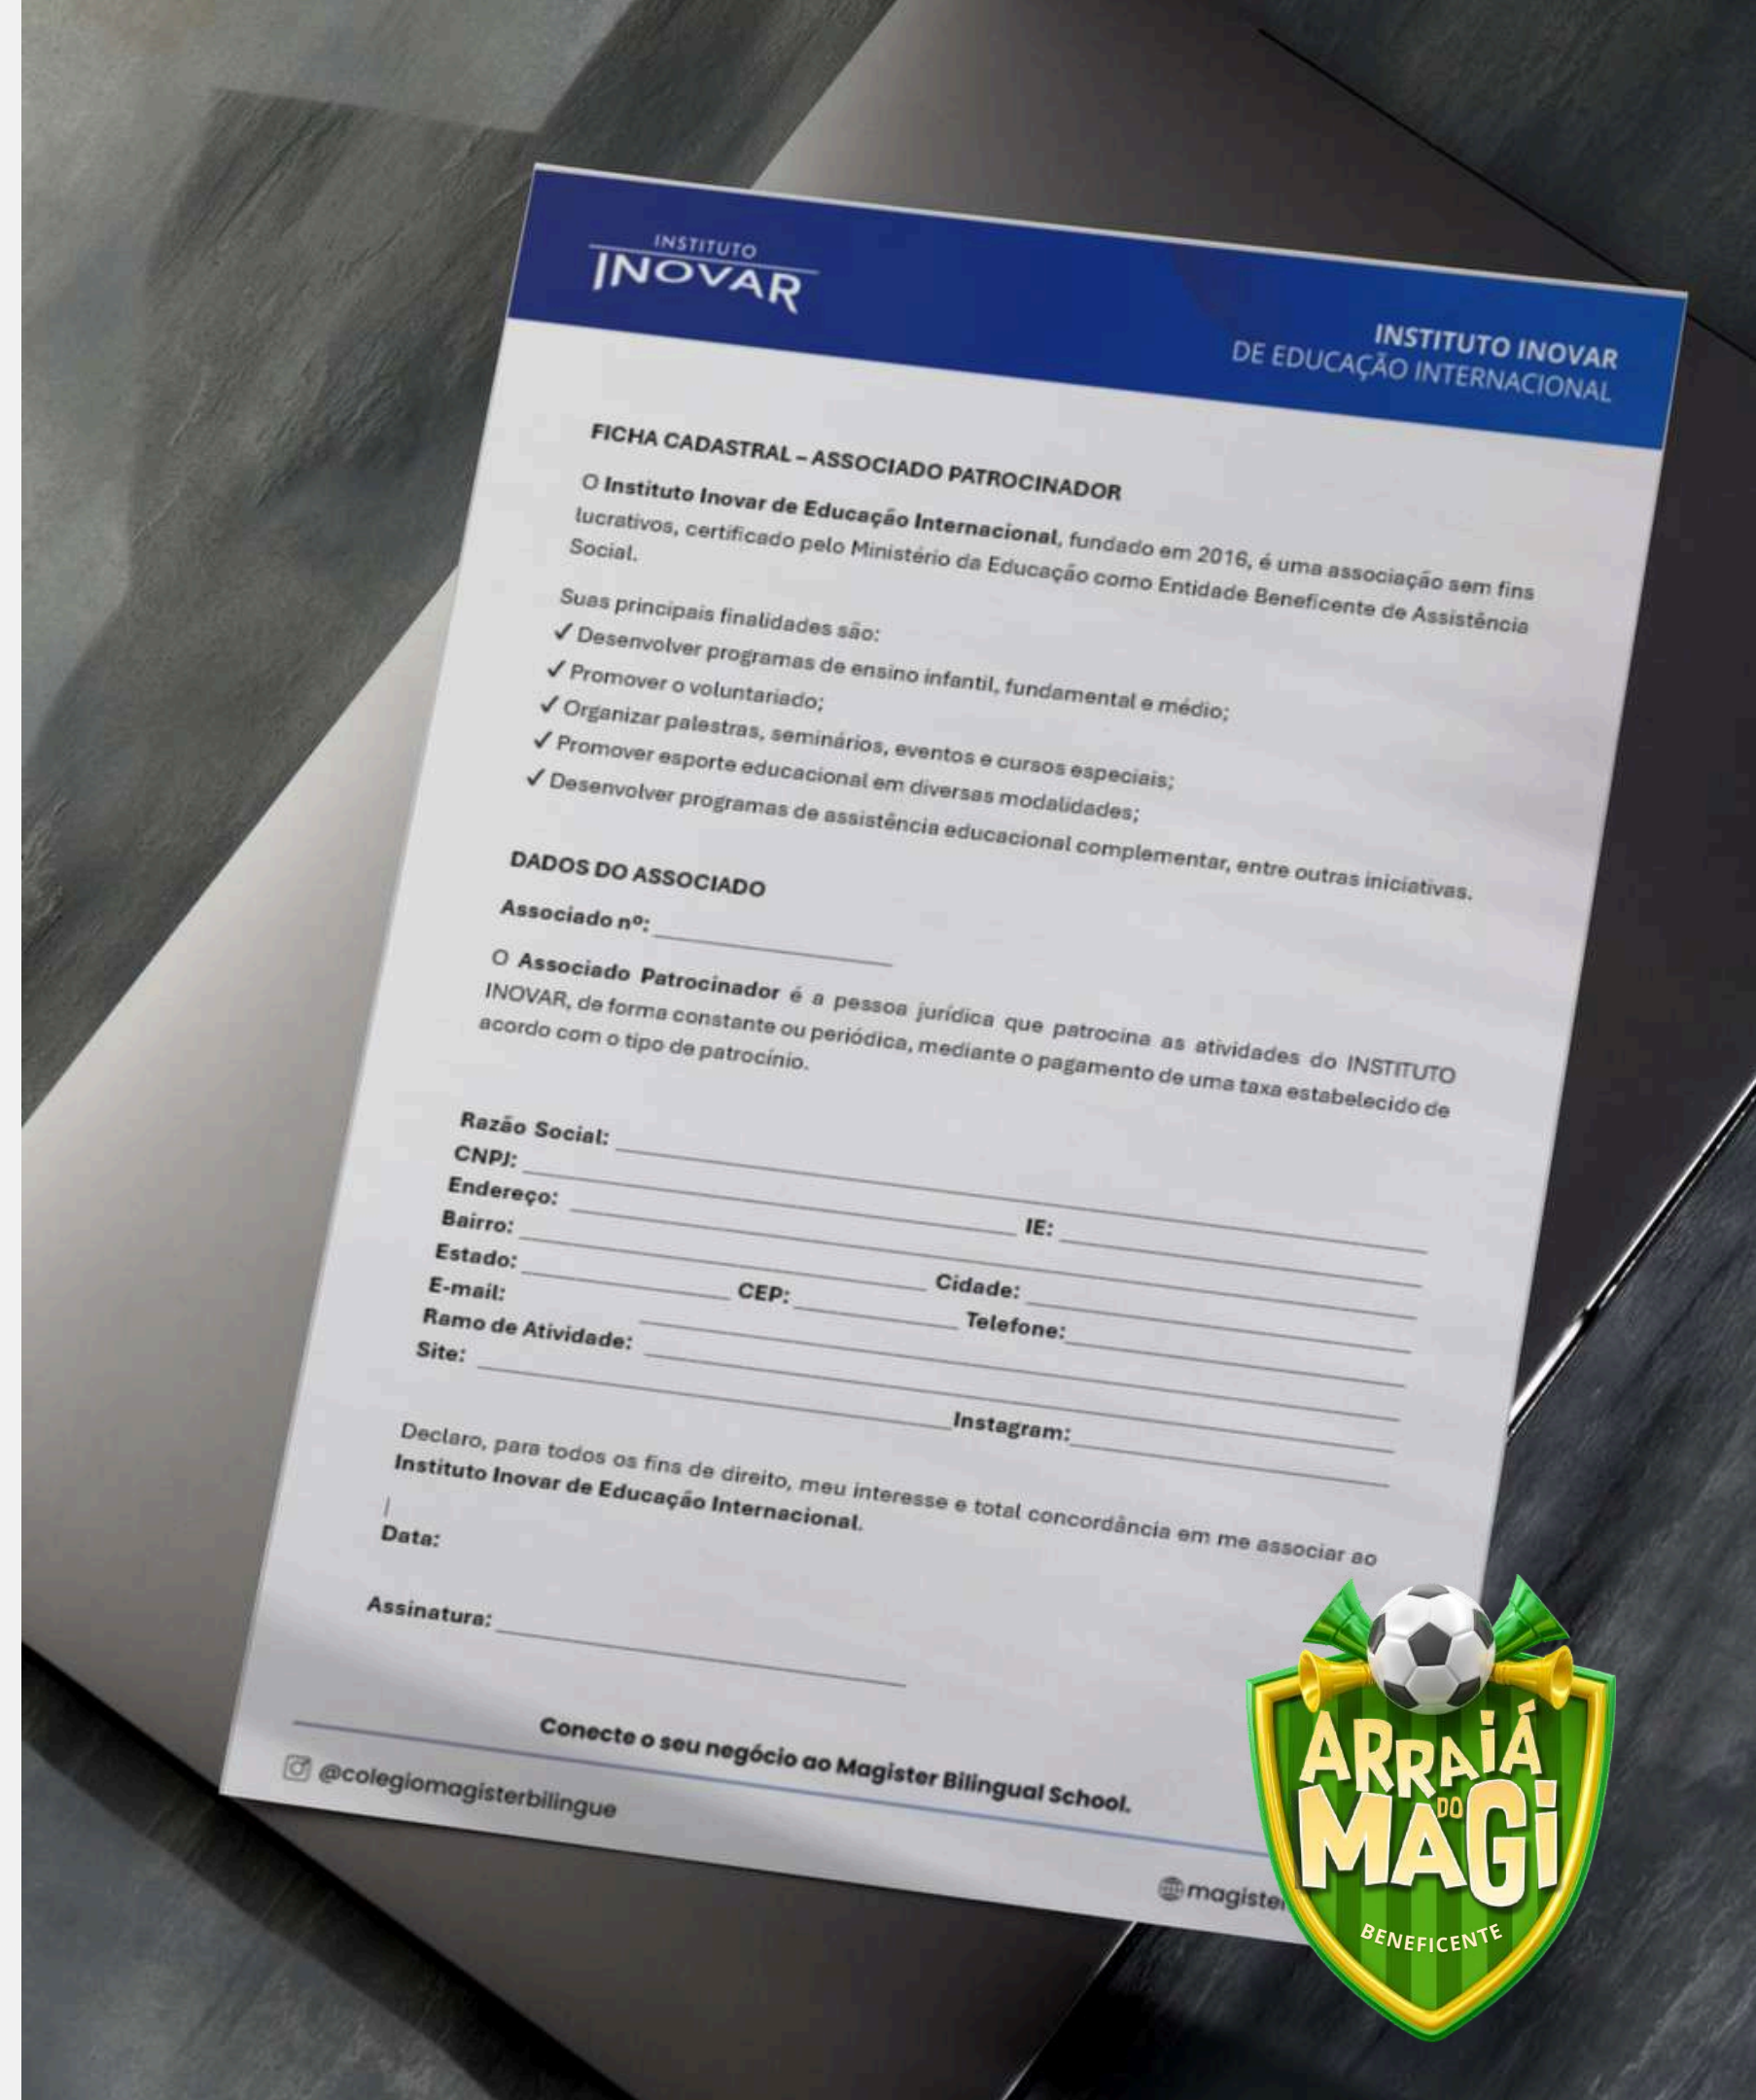 INSTITUTO
INOVAR
INSTITUTO INOVAR
DE EDUCAÇÃO INTERNACIONAL
FICHA CADASTRAL – ASSOCIADO PATROCINADOR
O Instituto Inovar de Educação Internacional, fundado em 2016, é uma associação sem fins
lucrativos, certificado pelo Ministério da Educação como Entidade Beneficente de Assistência
Social.
Suas principais finalidades são:
✓ Desenvolver programas de ensino infantil, fundamental e médio;
✓ Promover o voluntariado;
✓ Organizar palestras, seminários, eventos e cursos especiais;
✓ Promover esporte educacional em diversas modalidades;
✓ Desenvolver programas de assistência educacional complementar, entre outras iniciativas.
DADOS DO ASSOCIADO
Associado nº:
O Associado Patrocinador é a pessoa jurídica que patrocina as atividades do INSTITUTO
INOVAR, de forma constante ou periódica, mediante o pagamento de uma taxa estabelecido de
acordo com o tipo de patrocínio.
Razão Social:
CNPJ: IE:
Endereço:
Bairro: Cidade:
Estado: CEP: Telefone:
E-mail:
Ramo de Atividade:
Site: Instagram:
Declaro, para todos os fins de direito, meu interesse e total concordância em me associar ao
Instituto Inovar de Educação Internacional.
Data:
Assinatura:
Conecte o seu negócio ao Magister Bilingual School.
@colegiomagisterbilingue
magister
ARRAIÁ
DO
MAGI
BENEFICENTE